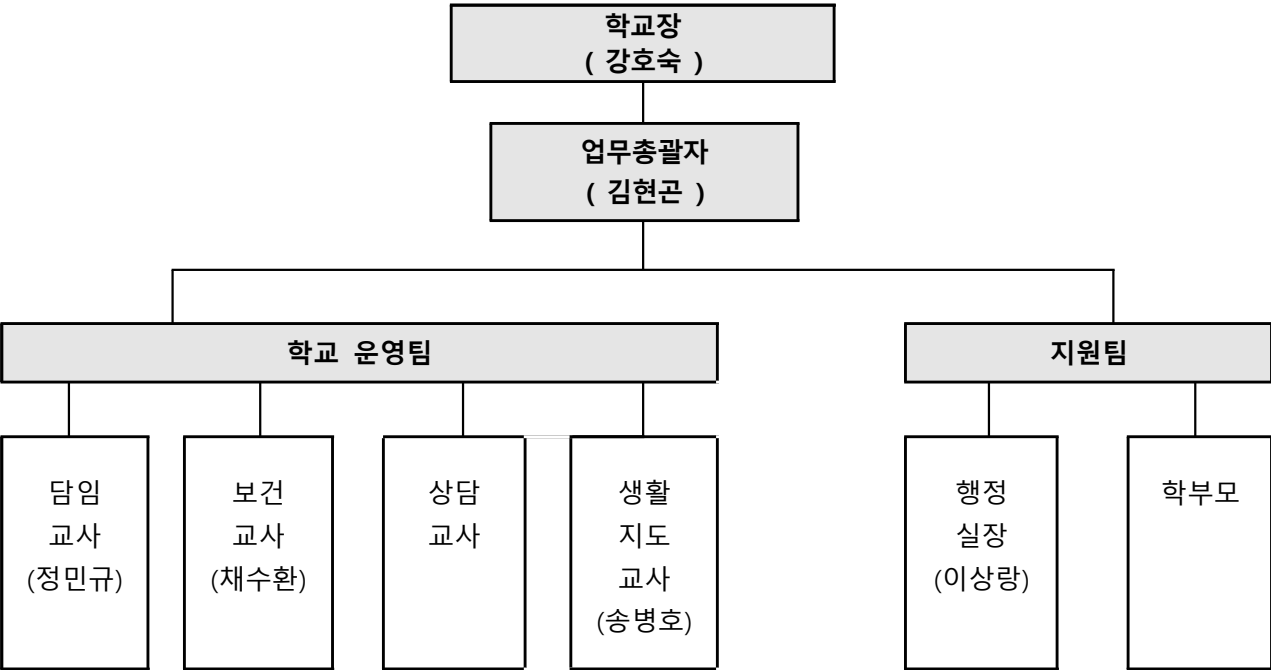 학교장
( 강호숙 )
업무총괄자
( 김현곤 )
학교 운영팀
지원팀
담임
교사
(정민규)
보건
교사
(채수환)
상담
교사
생활
지도
교사
(송병호)
행정
실장
(이상랑)
학부모